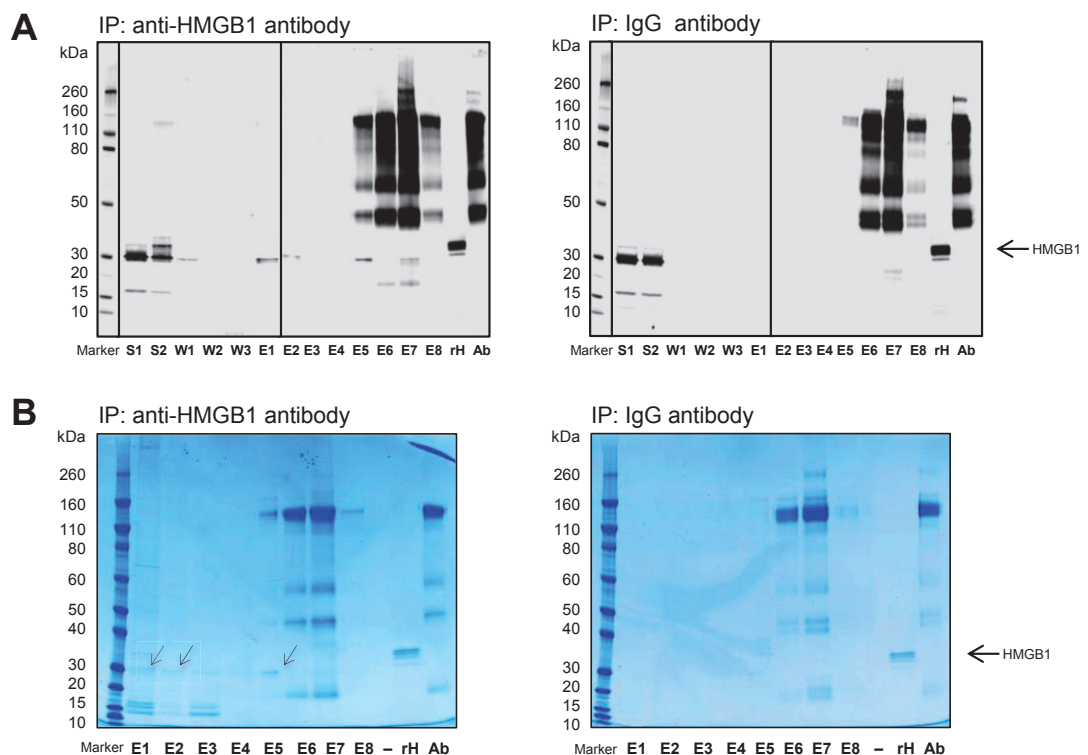 A
IP: anti-HMGB1 antibody
kDa
260
160
110
80
50
30
20
15
10
Marker S1 S2 W1 W2 W3 E1 E2 E3 E4 E5 E6 E7 E8 rH Ab
IP: IgG antibody
kDa
260
160
110
80
50
30
20
15
10
HMGB1
Marker S1 S2 W1 W2 W3 E1 E2 E3 E4 E5 E6 E7 E8 rH Ab
B
IP: anti-HMGB1 antibody
kDa
260
160
110
80
60
50
40
30
20
15
10
Marker E1 E2 E3 E4 E5 E6 E7 E8 – rH Ab
IP: IgG antibody
kDa
260
160
110
80
60
50
40
30
20
15
10
HMGB1
Marker E1 E2 E3 E4 E5 E6 E7 E8 – rH Ab